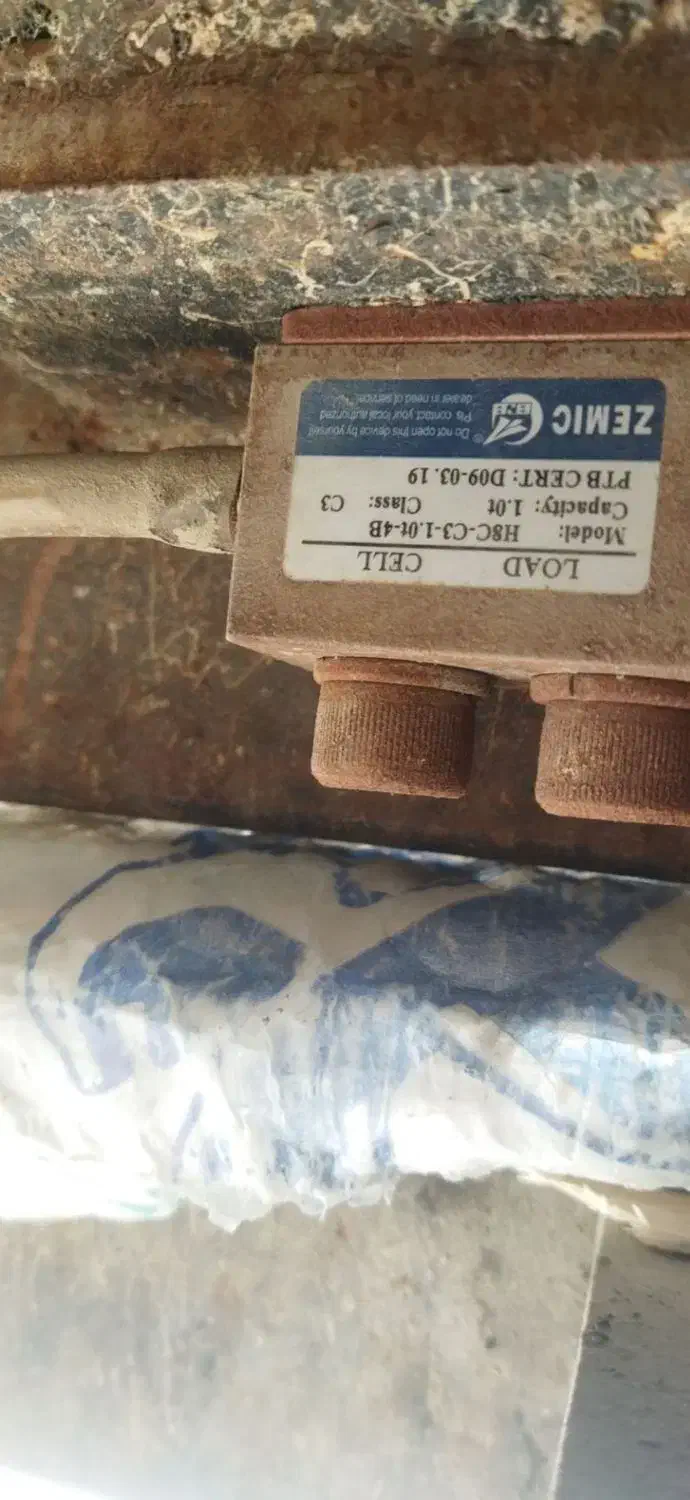 ZEMIC
Do not open this device by yourself
Pls contact your local authorized
dealer in need of service.
LOAD CELL
Model: H8C-C3-1.0t-4B
Capacity: 1.0t Class: C3
PTB CERT: D09-03.19